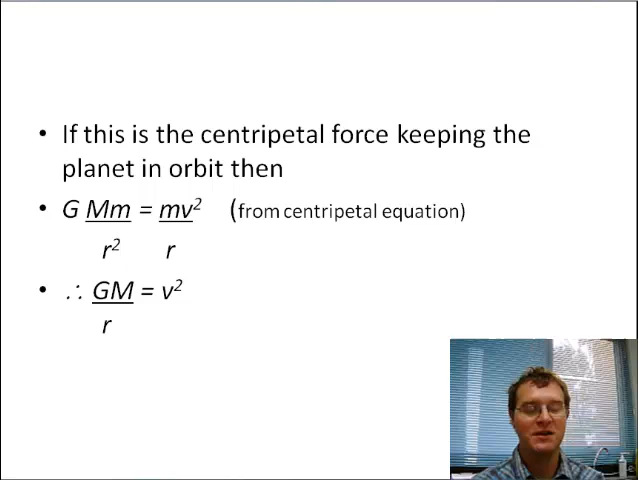 • If this is the centripetal force keeping the
planet in orbit then
• G Mm = mv² (from centripetal equation)
r² r
• ∴ GM = v²
r